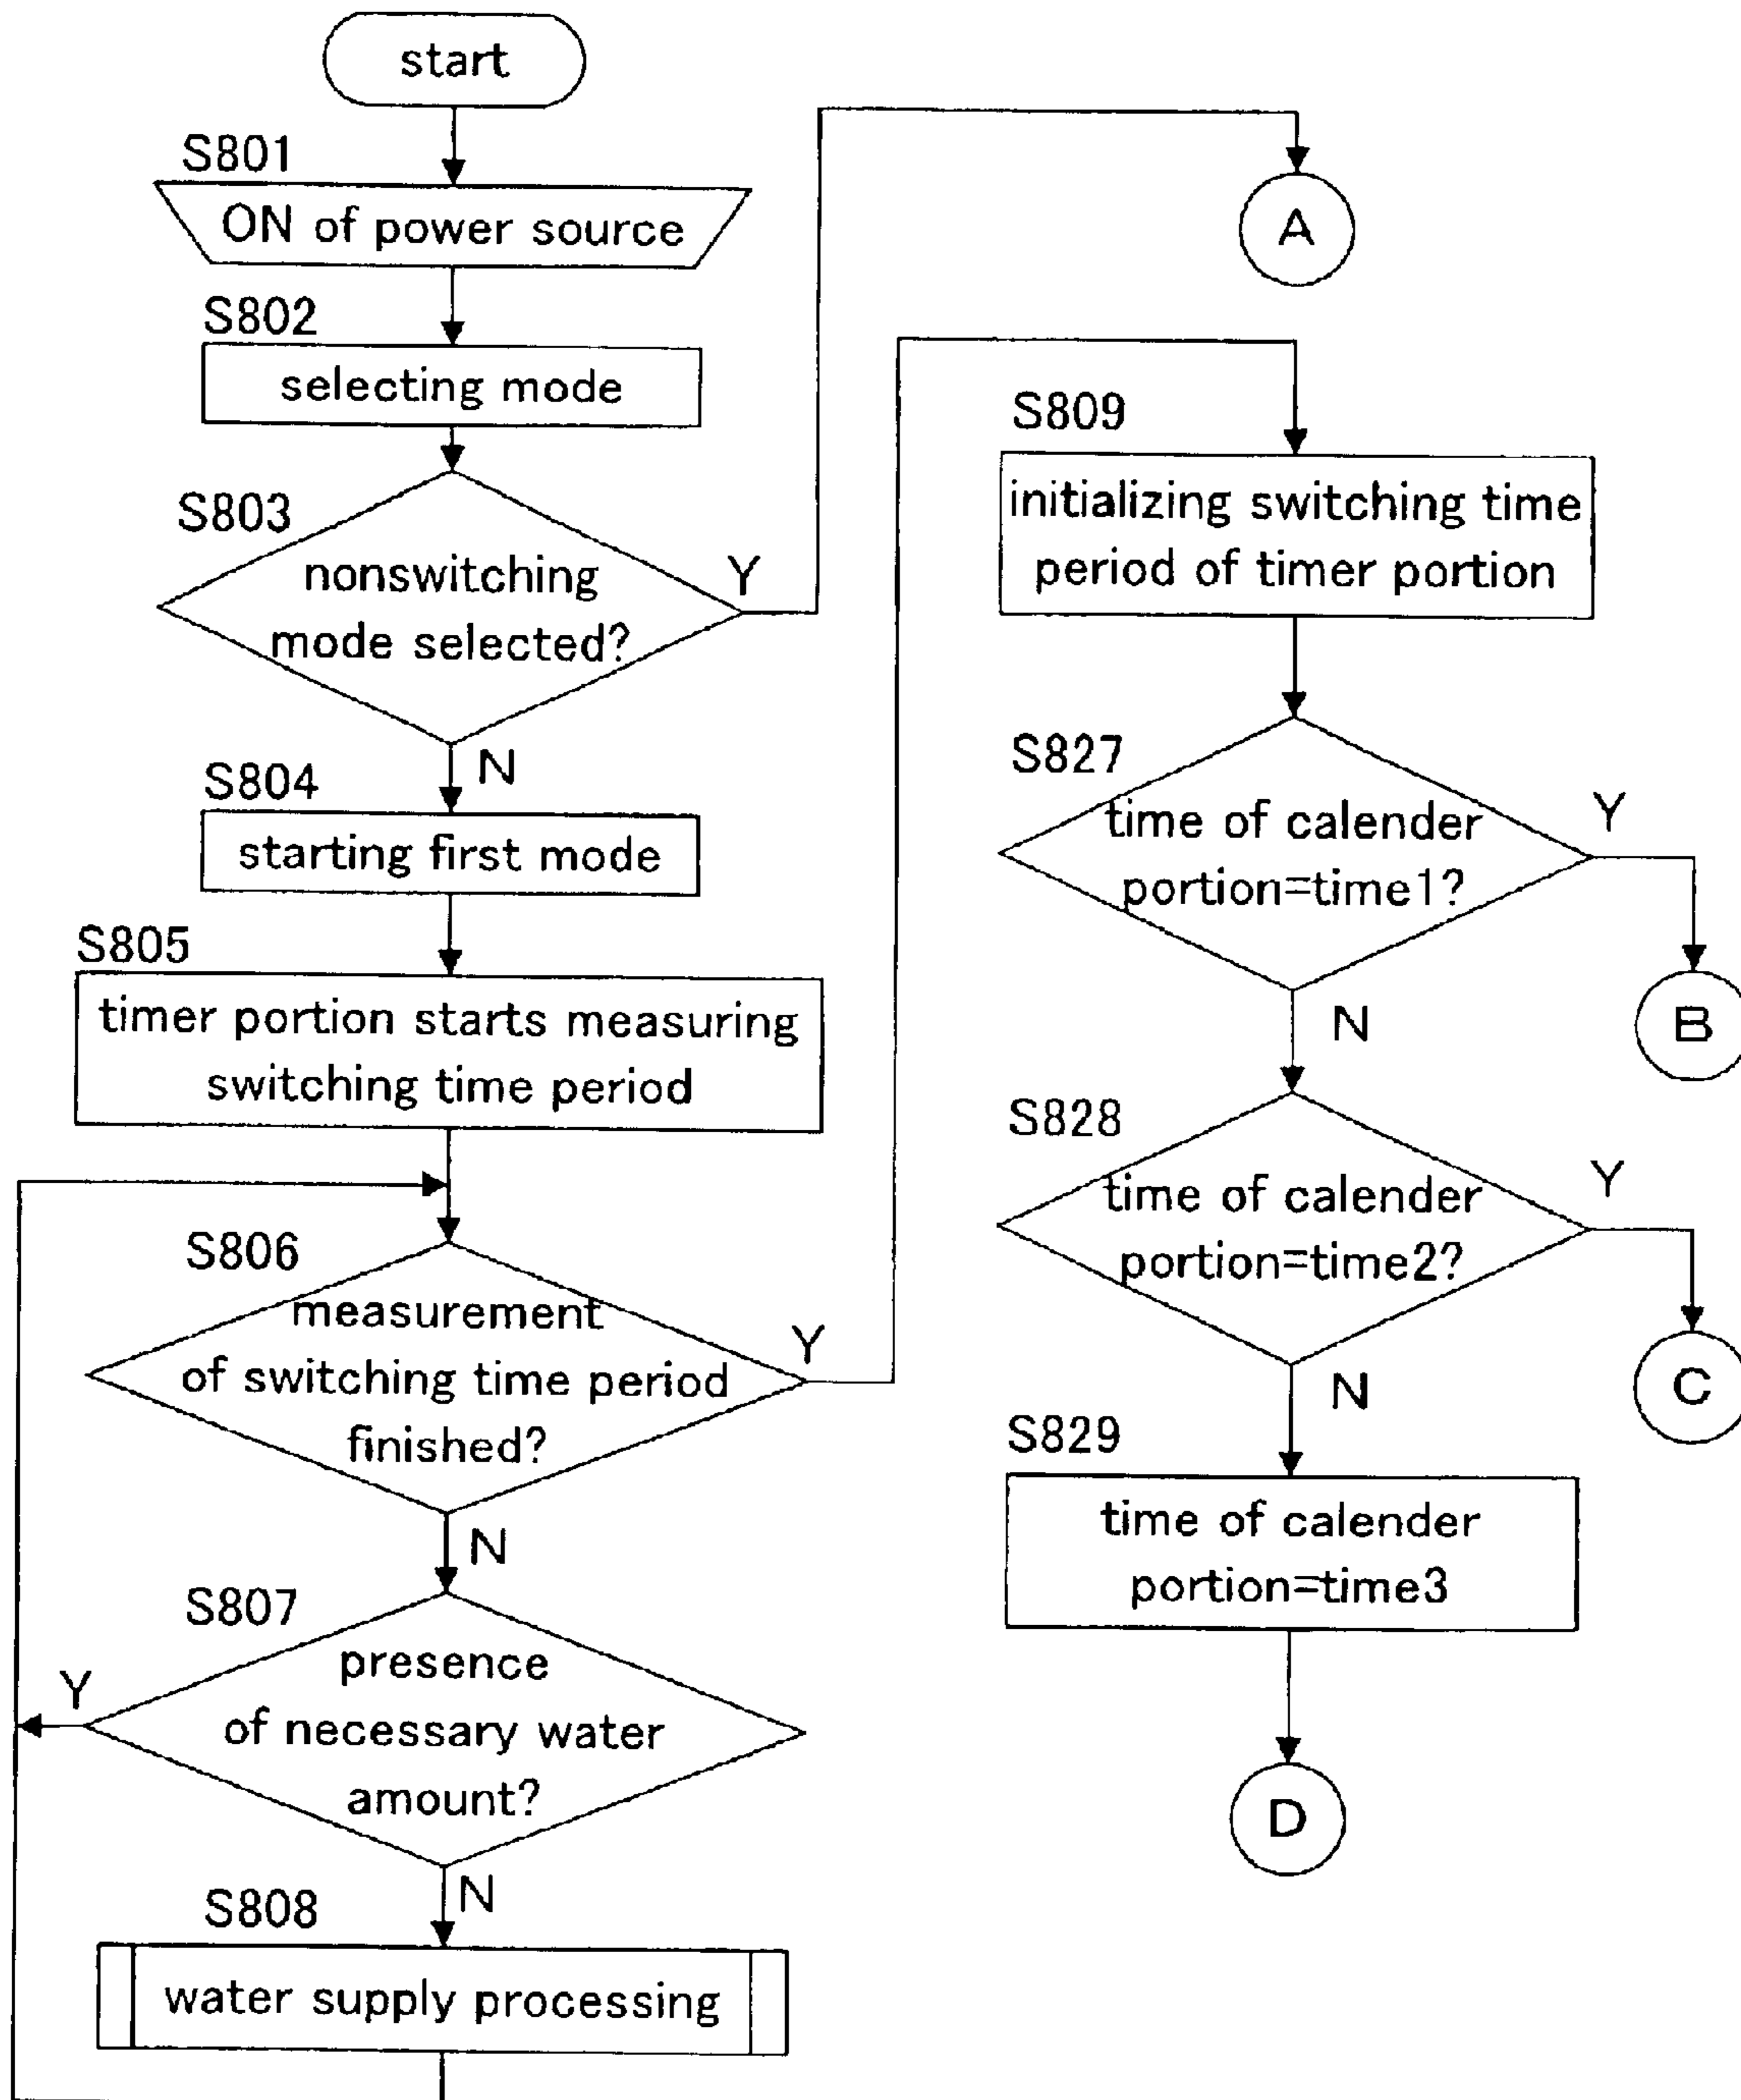 start
S801
ON of power source
S802
selecting mode
S803
nonswitching
mode selected?
Y
N
S804
starting first mode
S805
timer portion starts measuring
switching time period
S806
measurement
of switching time period
finished?
Y
N
S807
presence
of necessary water
amount?
Y
N
S808
water supply processing
A
S809
initializing switching time
period of timer portion
S827
time of calender
portion=time1?
Y
B
N
S828
time of calender
portion=time2?
Y
C
N
S829
time of calender
portion=time3
D